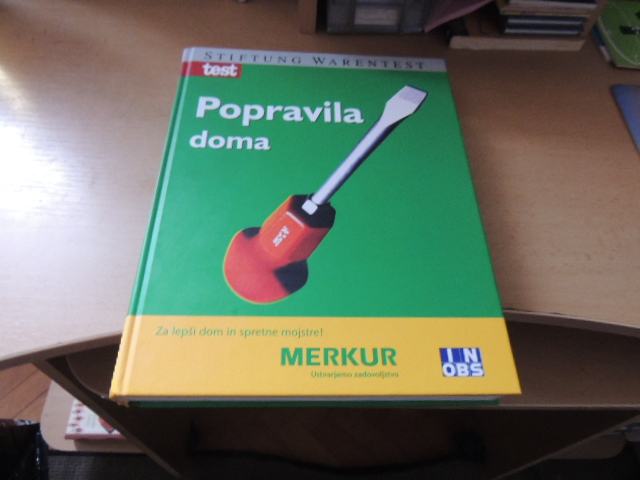 STIFTUNG WARENTEST
test
Popravila
doma
Za lepši dom in spretne mojstre!
MERKUR
Ustvarjamo zadovoljstvo
IN
OBS